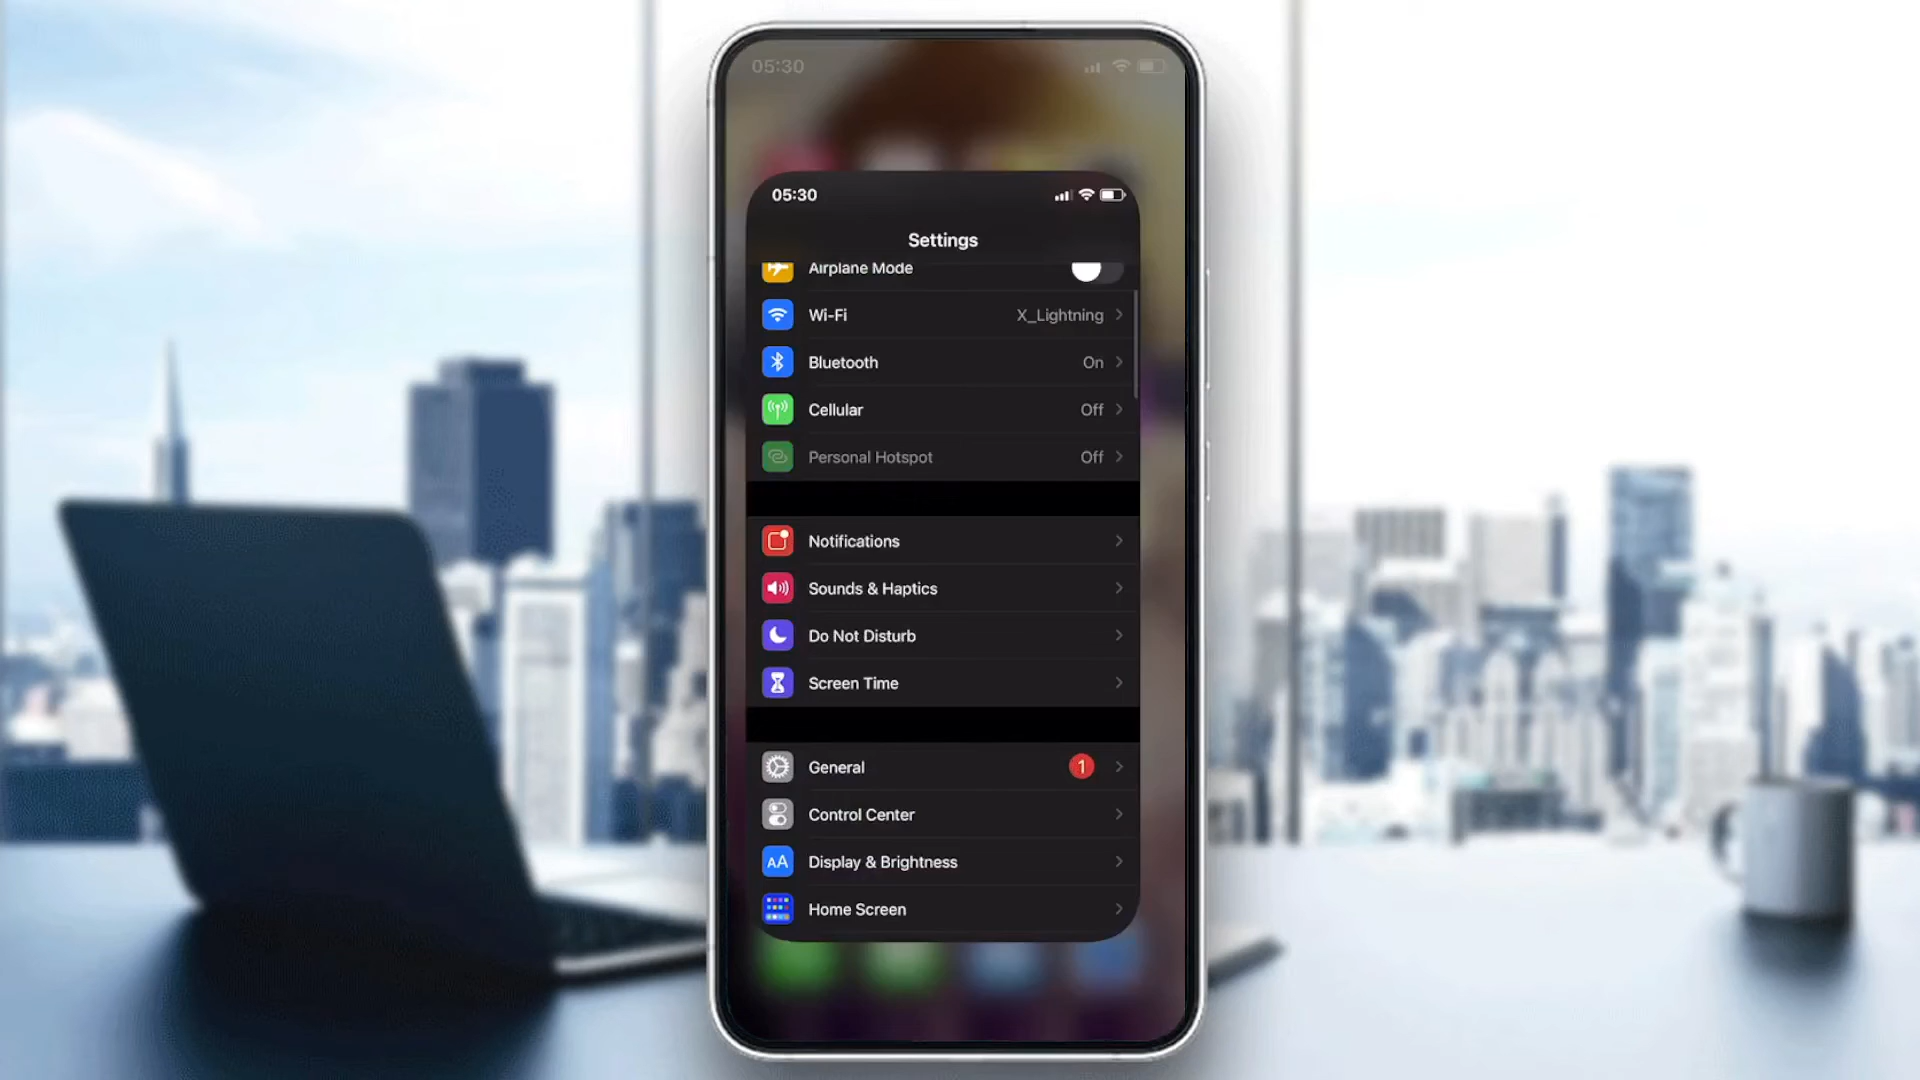 05:30
05:30
Settings
Airplane Mode
Wi-Fi X_Lightning
Bluetooth On
Cellular Off
Personal Hotspot Off
Notifications
Sounds & Haptics
Do Not Disturb
Screen Time
General 1
Control Center
AA Display & Brightness
Home Screen